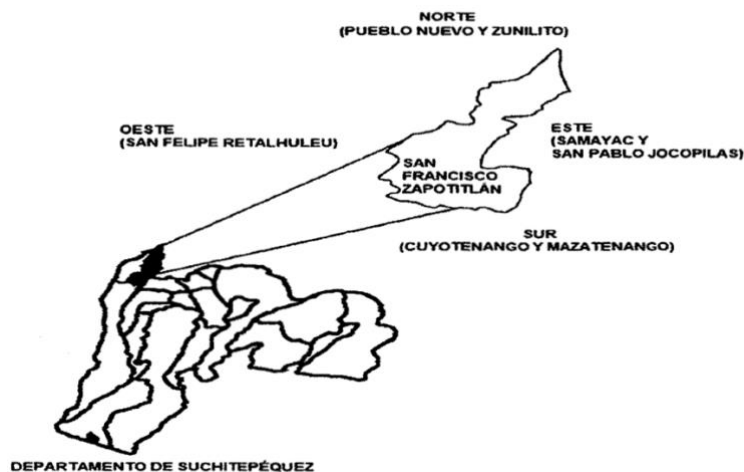 NORTE
(PUEBLO NUEVO Y ZUNILITO)
OESTE
(SAN FELIPE RETALHULEU)
ESTE
(SAMAYAC Y
SAN PABLO JOCOPILAS)
SAN
FRANCISCO
ZAPOTITLÁN
SUR
(CUYOTENANGO Y MAZATENANGO)
DEPARTAMENTO DE SUCHITEPÉQUEZ